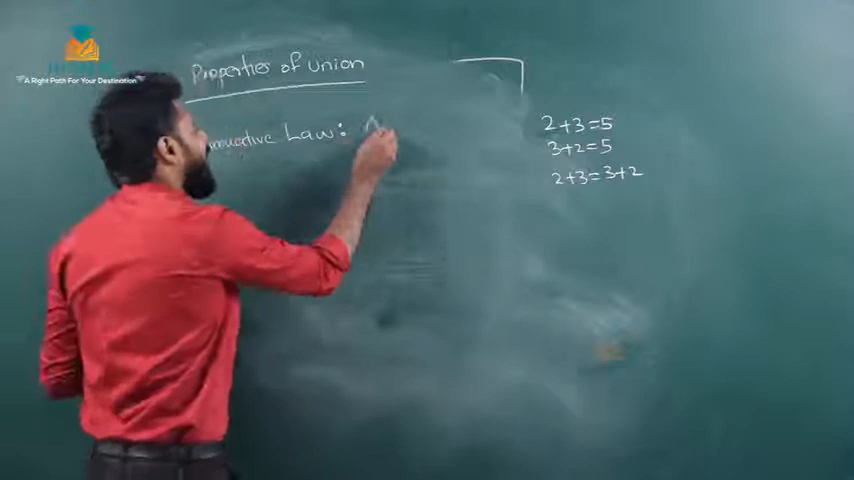 A Right Path For Your Destination
Properties of union
Law:
2+3=5
3+2=5
2+3=3+2